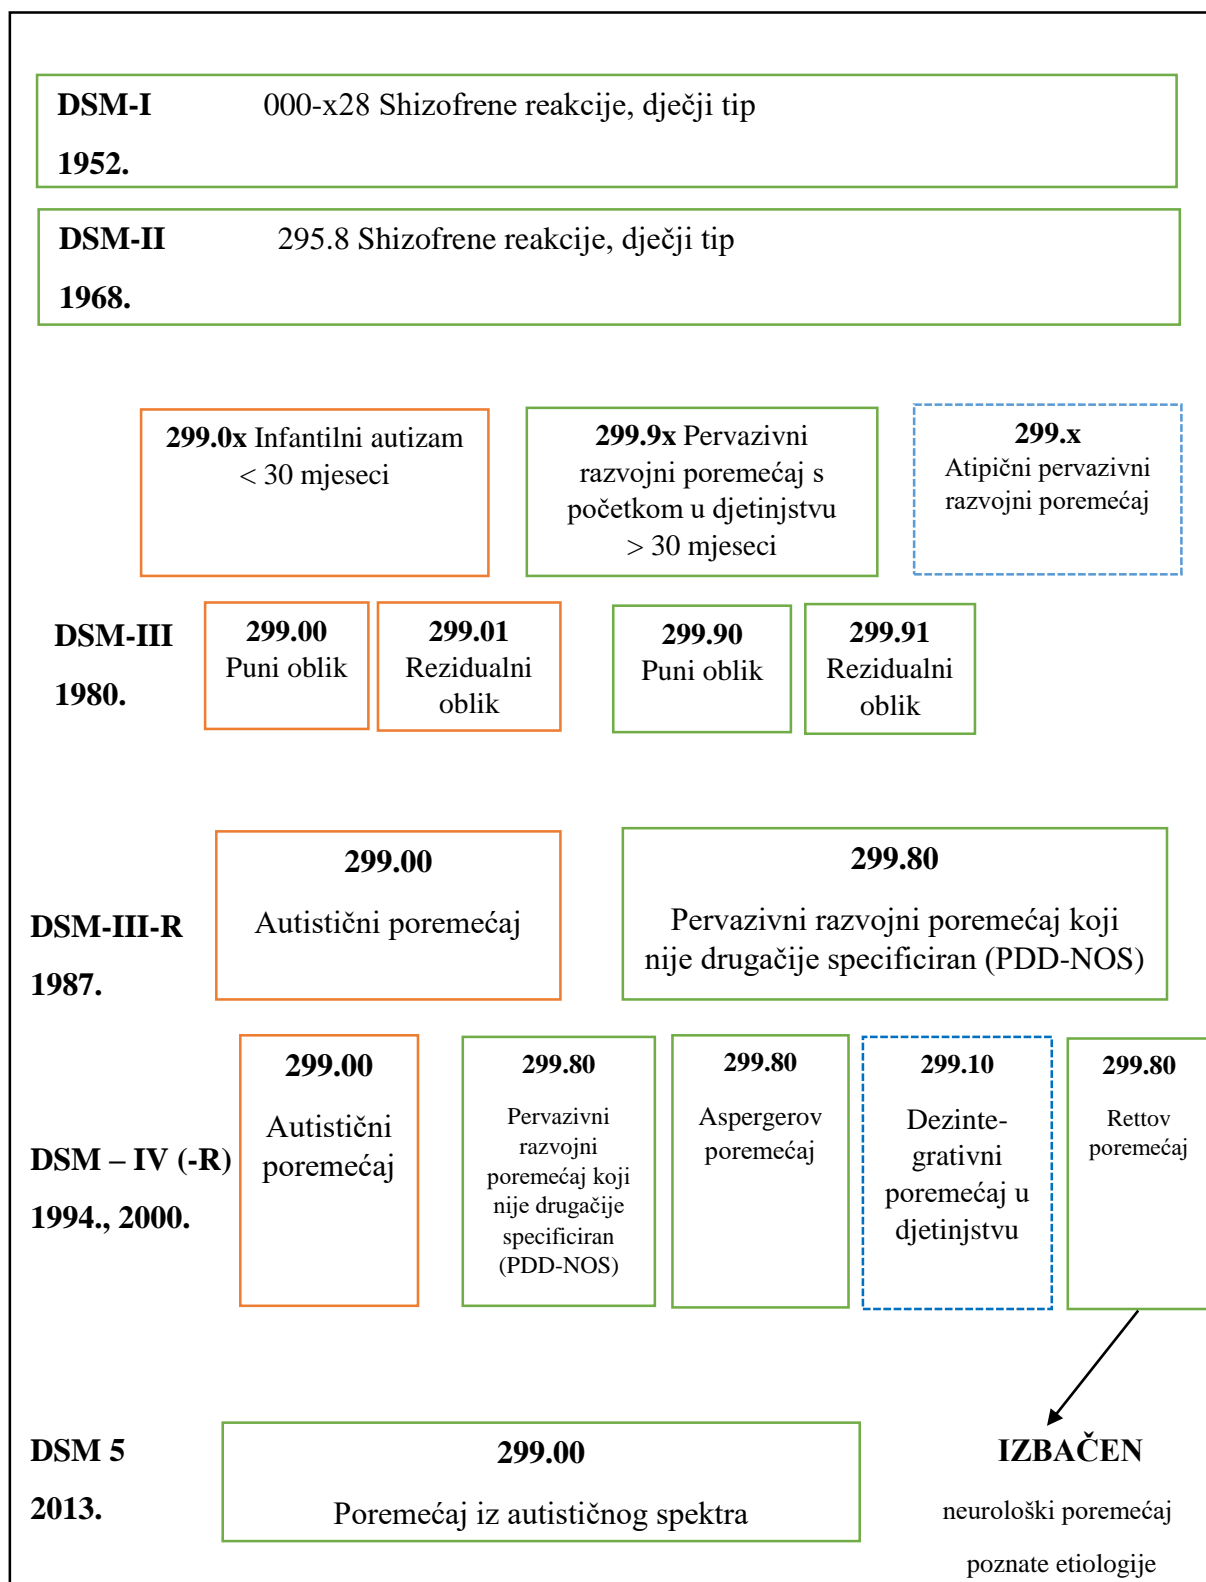 DSM-I 000-x28 Shizofrene reakcije, dječji tip
1952.
DSM-II 295.8 Shizofrene reakcije, dječji tip
1968.
299.0x Infantilni autizam
< 30 mjeseci
299.9x Pervazivni
razvojni poremećaj s
početkom u djetinjstvu
> 30 mjeseci
299.x
Atipični pervazivni
razvojni poremećaj
DSM-III
1980.
299.00
Puni oblik
299.01
Rezidualni
oblik
299.90
Puni oblik
299.91
Rezidualni
oblik
DSM-III-R
1987.
299.00
Autistični poremećaj
299.80
Pervazivni razvojni poremećaj koji
nije drugačije specificiran (PDD-NOS)
DSM – IV (-R)
1994., 2000.
299.00
Autistični
poremećaj
299.80
Pervazivni
razvojni
poremećaj koji
nije drugačije
specificiran
(PDD-NOS)
299.80
Aspergerov
poremećaj
299.10
Dezinte-
grativni
poremećaj u
djetinjstvu
299.80
Rettov
poremećaj
DSM 5
2013.
299.00
Poremećaj iz autističnog spektra
IZBAČEN
neurološki poremećaj
poznate etiologije